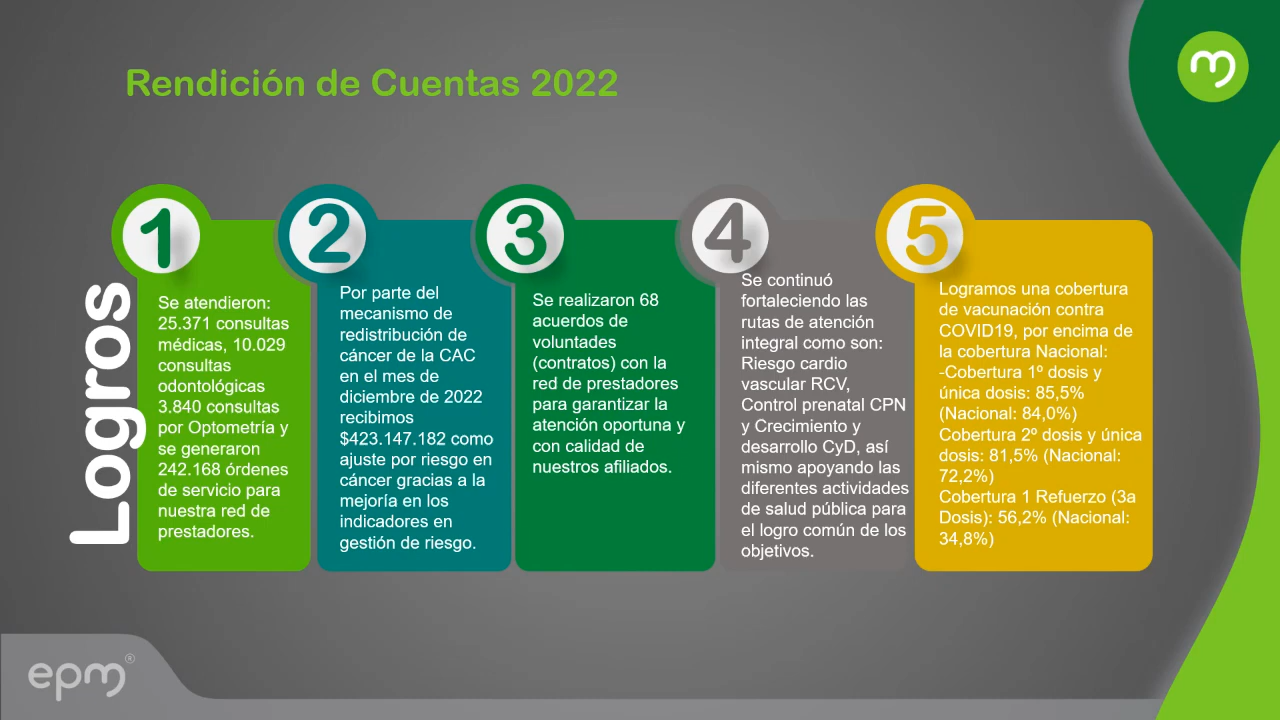 Rendición de Cuentas 2022
Logros
1
Se atendieron:
25.371 consultas
médicas, 10.029
consultas
odontológicas
3.840 consultas
por Optometría y
se generaron
242.168 órdenes
de servicio para
nuestra red de
prestadores.
2
Por parte del
mecanismo de
redistribución de
cáncer de la CAC
en el mes de
diciembre de 2022
recibimos
$423.147.182 como
ajuste por riesgo en
cáncer gracias a la
mejoría en los
indicadores en
gestión de riesgo.
3
Se realizaron 68
acuerdos de
voluntades
(contratos) con la
red de prestadores
para garantizar la
atención oportuna y
con calidad de
nuestros afiliados.
4
Se continuó
fortaleciendo las
rutas de atención
integral como son:
Riesgo cardio
vascular RCV,
Control prenatal CPN
y Crecimiento y
desarrollo CyD, así
mismo apoyando las
diferentes actividades
de salud pública para
el logro común de los
objetivos.
5
Logramos una cobertura
de vacunación contra
COVID19, por encima de
la cobertura Nacional:
-Cobertura 1º dosis y
única dosis: 85,5%
(Nacional: 84,0%)
Cobertura 2º dosis y única
dosis: 81,5% (Nacional:
72,2%)
Cobertura 1 Refuerzo (3a
Dosis): 56,2% (Nacional:
34,8%)
epm®